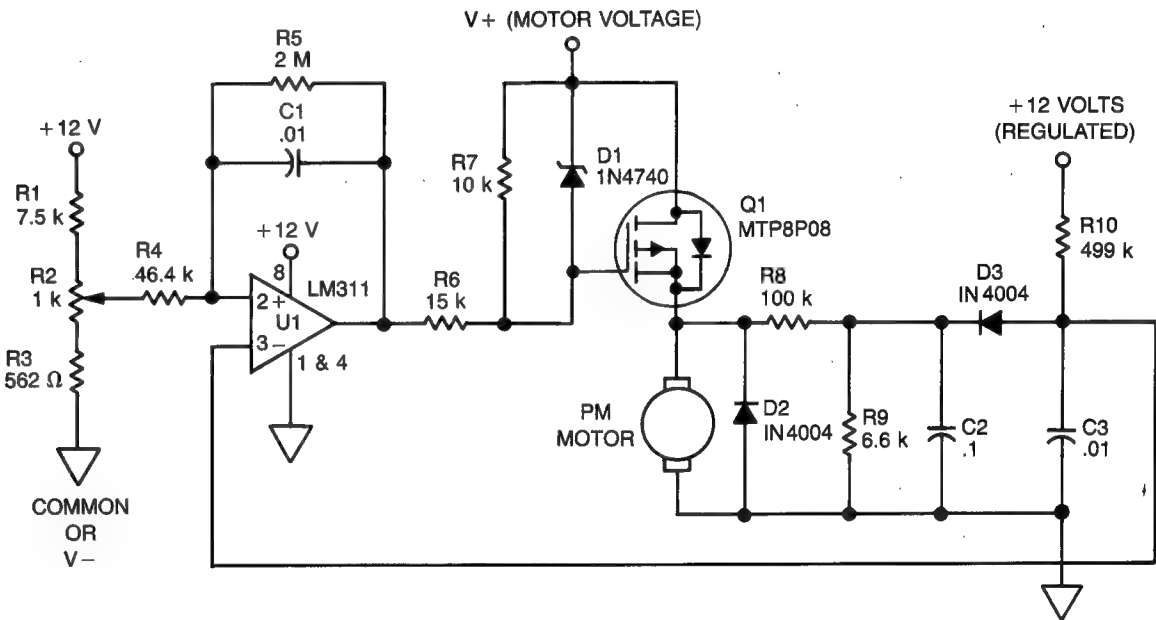 V+ (MOTOR VOLTAGE)
R5
2 M
C1
.01
+12 V
R1
7.5 k
R2
1 k
R3
562 Ω
COMMON
OR
V−
R4
46.4 k
+12 V
8
LM311
2 +
U1
3 −
1 & 4
R6
15 k
R7
10 k
D1
1N4740
Q1
MTP8P08
R8
100 k
PM
MOTOR
D2
IN4004
R9
6.6 k
C2
.1
D3
IN4004
+12 VOLTS
(REGULATED)
R10
499 k
C3
.01